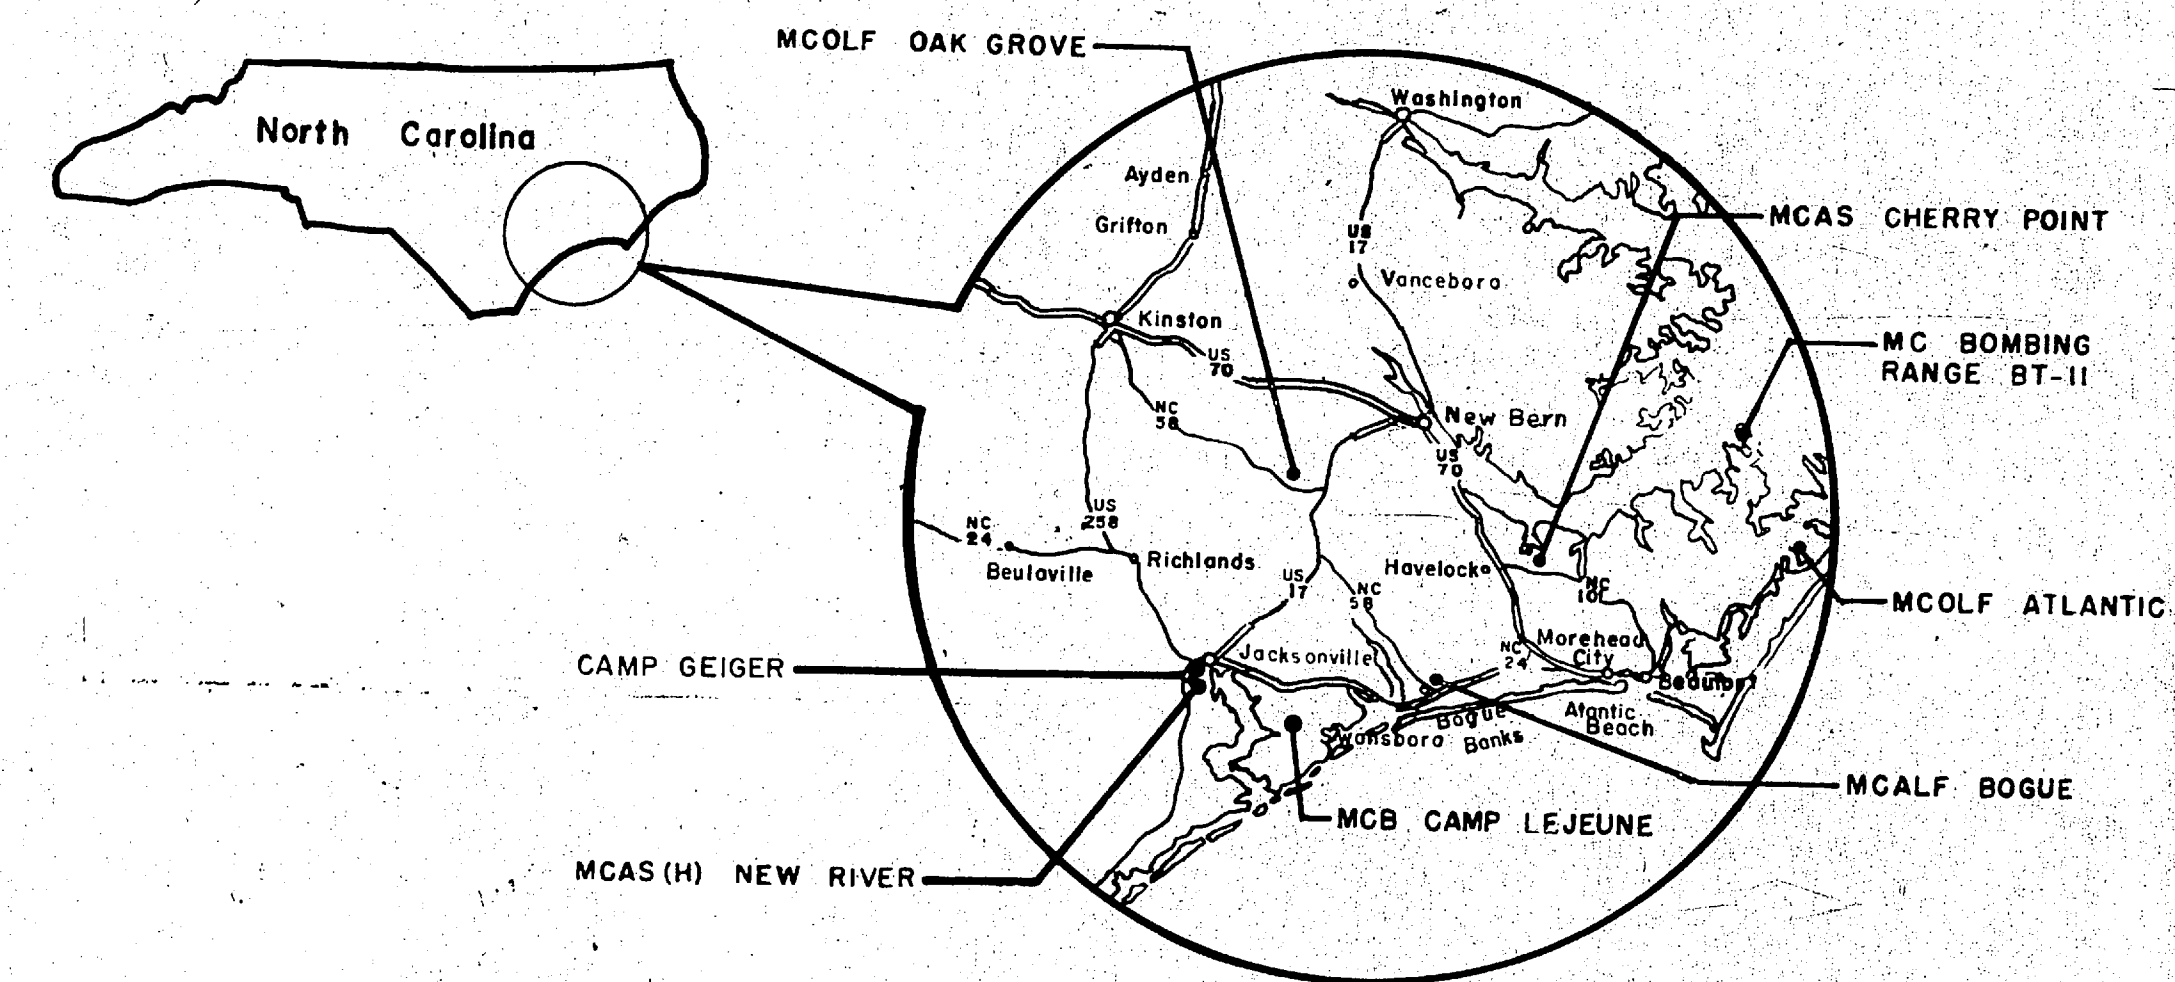 MCOLF OAK GROVE
North Carolina
Washington
Ayden
Grifton
US
17
MCAS CHERRY POINT
Vanceboro
Kinston
US
70
MC BOMBING
RANGE BT-11
NC
58
New Bern
US
70
US
258
NC
24
Beulaville
Richlands
US
17
NC
58
Havelock
NC
101
MCOLF ATLANTIC
CAMP GEIGER
Jacksonville
NC
24
Morehead
City
Beaufort
Bogue
Banks
Swansboro
Atantic
Beach
MCALF BOGUE
MCB CAMP LEJEUNE
MCAS (H) NEW RIVER